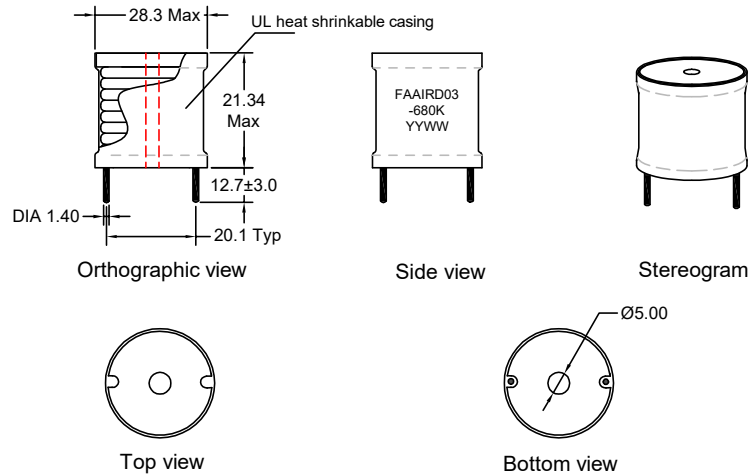 28.3 Max
UL heat shrinkable casing
21.34
Max
12.7±3.0
DIA 1.40
20.1 Typ
Orthographic view
FAAIRD03
-680K
YYWW
Side view
Stereogram
Top view
Ø5.00
Bottom view